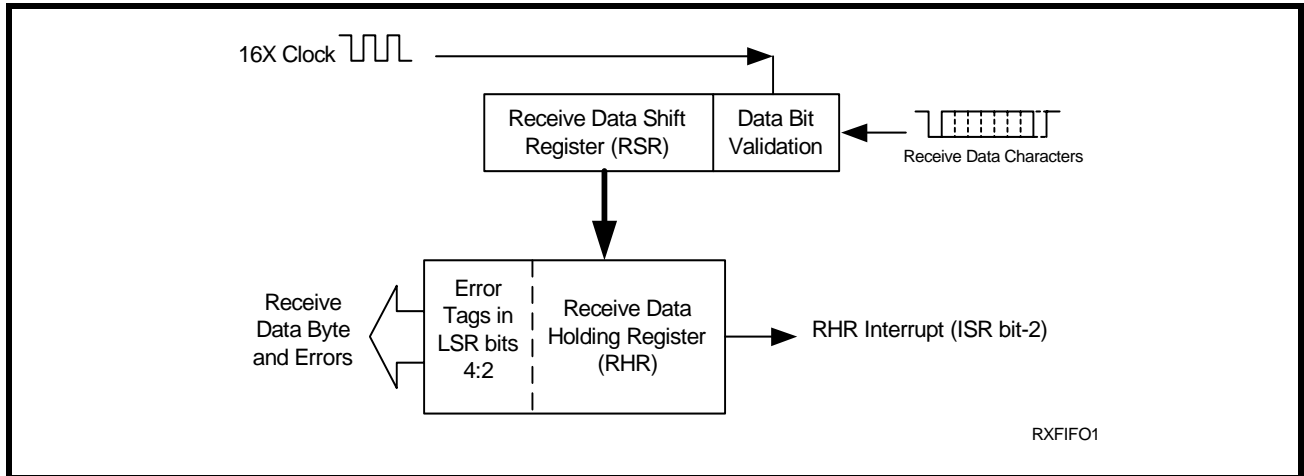 16X Clock
Receive Data Shift
Register (RSR)
Data Bit
Validation
Receive Data Characters
Receive
Data Byte
and Errors
Error
Tags in
LSR bits
4:2
Receive Data
Holding Register
(RHR)
RHR Interrupt (ISR bit-2)
RXFIFO1